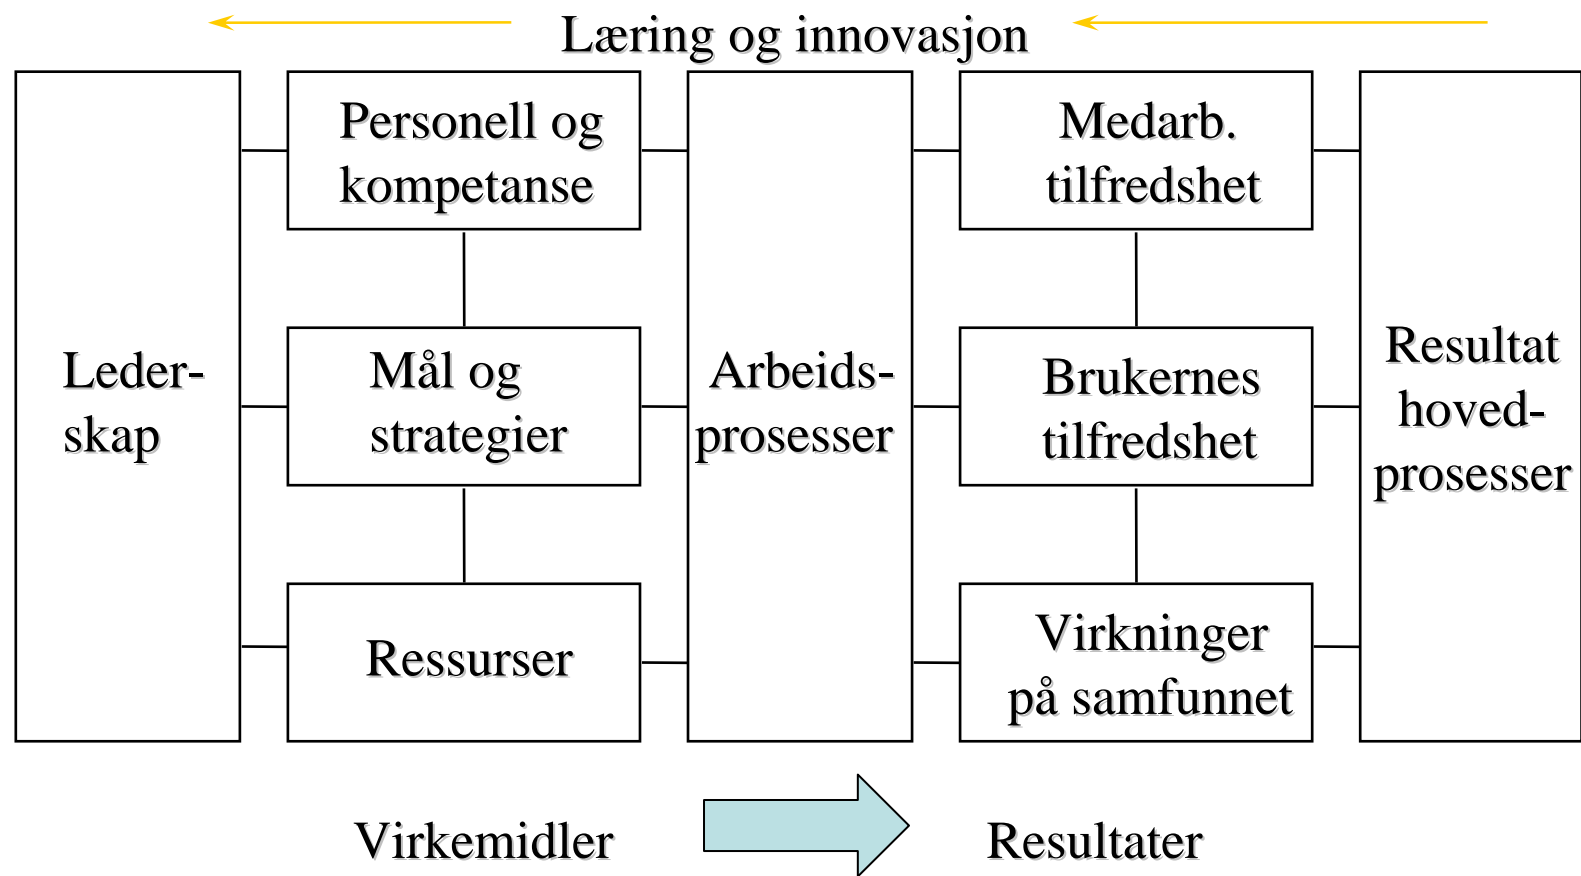 Læring og innovasjon
Leder-
skap
Personell og
kompetanse
Mål og
strategier
Ressurser
Arbeids-
prosesser
Medarb.
tilfredshet
Brukernes
tilfredshet
Virkninger
på samfunnet
Resultat
hoved-
prosesser
Virkemidler
Resultater